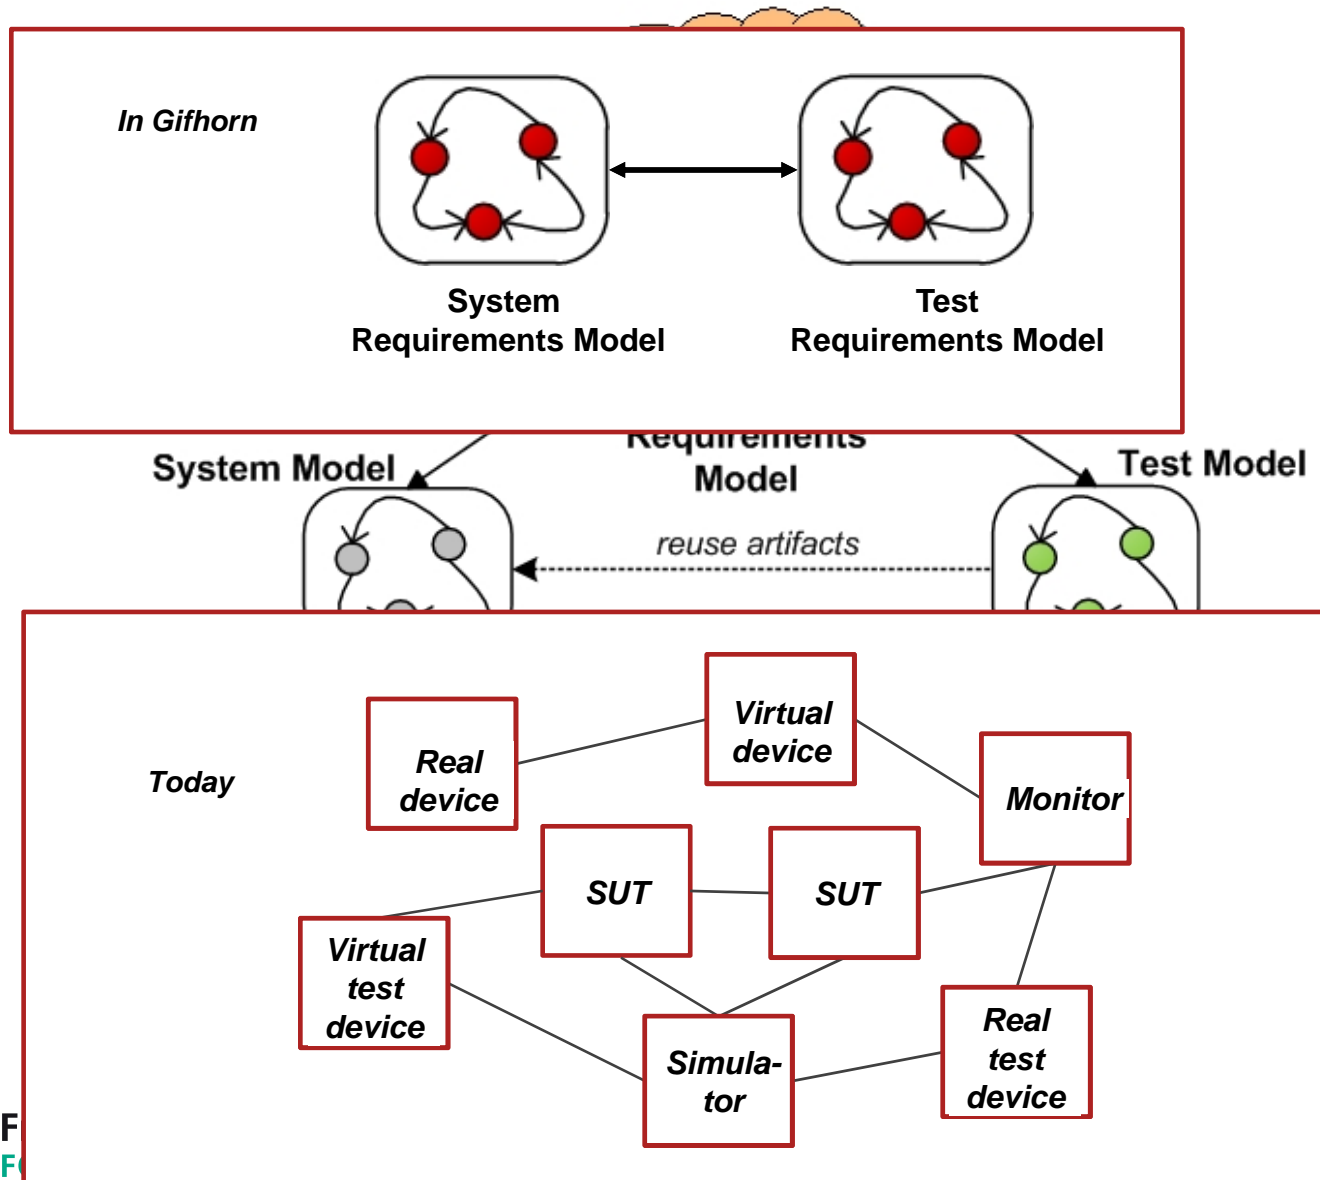 In Gifhorn
System
Requirements Model
Test
Requirements Model
Requirements
Model
System Model
Test Model
reuse artifacts
Today
Real
device
Virtual
device
Monitor
SUT
SUT
Virtual
test
device
Simula-
tor
Real
test
device